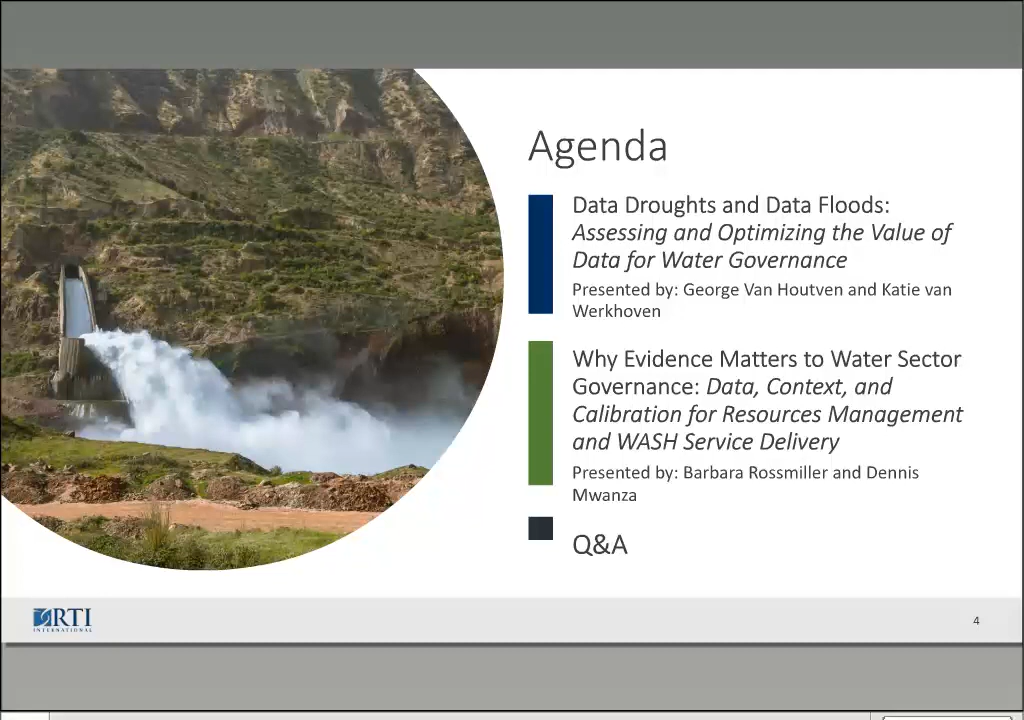 Agenda
Data Droughts and Data Floods:
Assessing and Optimizing the Value of
Data for Water Governance
Presented by: George Van Houtven and Katie van
Werkhoven
Why Evidence Matters to Water Sector
Governance: Data, Context, and
Calibration for Resources Management
and WASH Service Delivery
Presented by: Barbara Rossmiller and Dennis
Mwanza
Q&A
RTI
INTERNATIONAL
4